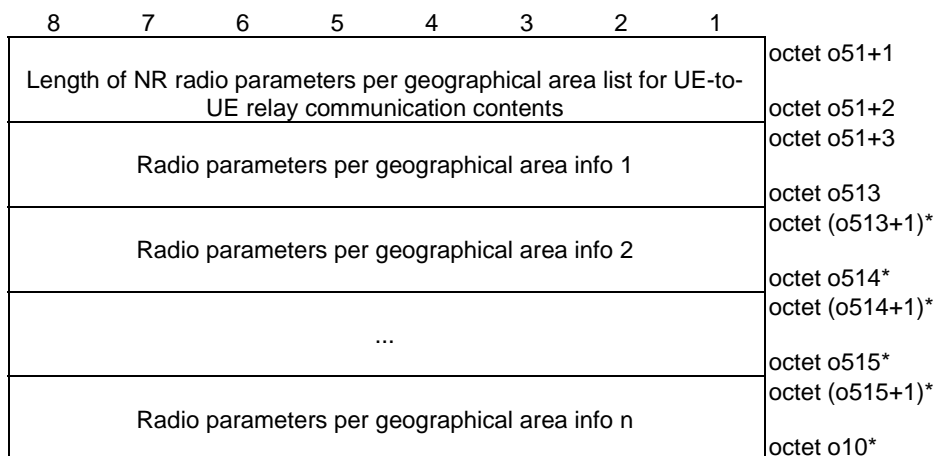 8 7 6 5 4 3 2 1
octet o51+1
Length of NR radio parameters per geographical area list for UE-to-
UE relay communication contents
octet o51+2
octet o51+3
Radio parameters per geographical area info 1
octet o513
octet (o513+1)*
Radio parameters per geographical area info 2
octet o514*
octet (o514+1)*
...
octet o515*
octet (o515+1)*
Radio parameters per geographical area info n
octet o10*